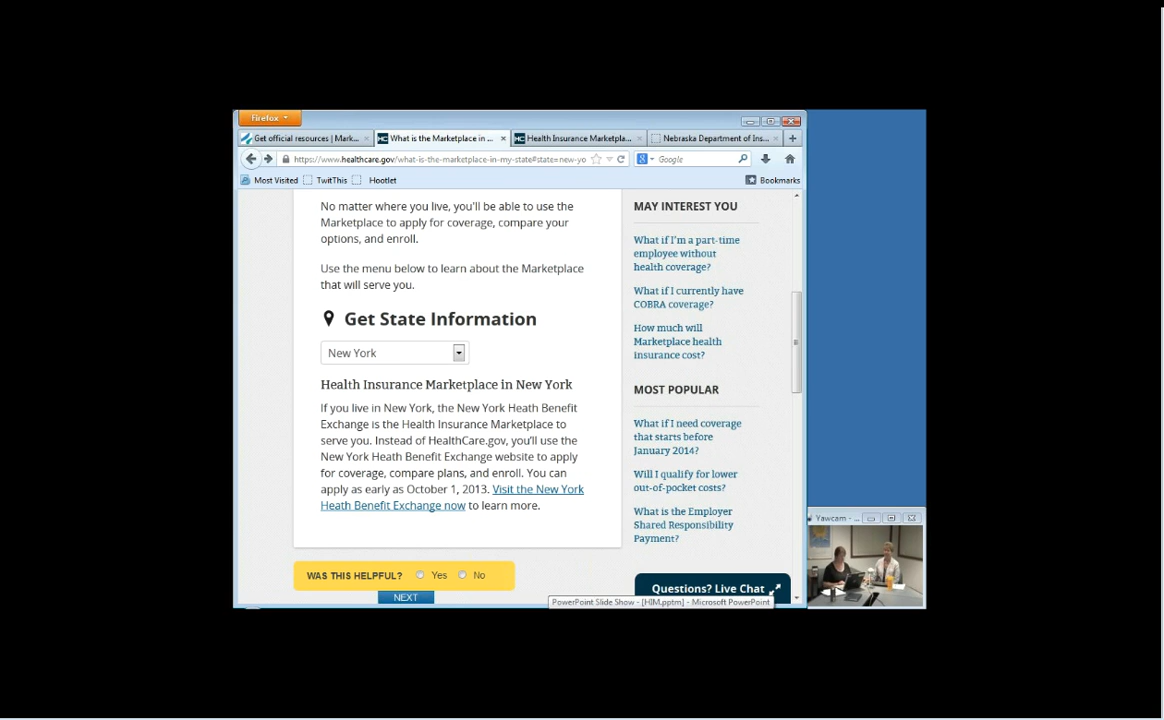 Firefox
Get official resources | Mark...
What is the Marketplace in ...
Health Insurance Marketpla...
Nebraska Department of Ins...
https://www.healthcare.gov/what-is-the-marketplace-in-my-state#state=new-yo
Google
Most Visited
TwitThis
Hootlet
Bookmarks
No matter where you live, you'll be able to use the
Marketplace to apply for coverage, compare your
options, and enroll.
Use the menu below to learn about the Marketplace
that will serve you.
Get State Information
New York
Health Insurance Marketplace in New York
If you live in New York, the New York Heath Benefit
Exchange is the Health Insurance Marketplace to
serve you. Instead of HealthCare.gov, you'll use the
New York Heath Benefit Exchange website to apply
for coverage, compare plans, and enroll. You can
apply as early as October 1, 2013. Visit the New York
Heath Benefit Exchange now to learn more.
WAS THIS HELPFUL? Yes No
NEXT
MAY INTEREST YOU
What if I'm a part-time
employee without
health coverage?
What if I currently have
COBRA coverage?
How much will
Marketplace health
insurance cost?
MOST POPULAR
What if I need coverage
that starts before
January 2014?
Will I qualify for lower
out-of-pocket costs?
What is the Employer
Shared Responsibility
Payment?
Questions? Live Chat
PowerPoint Slide Show - [HIM.pptm] - Microsoft PowerPoint
Yawcam - ...